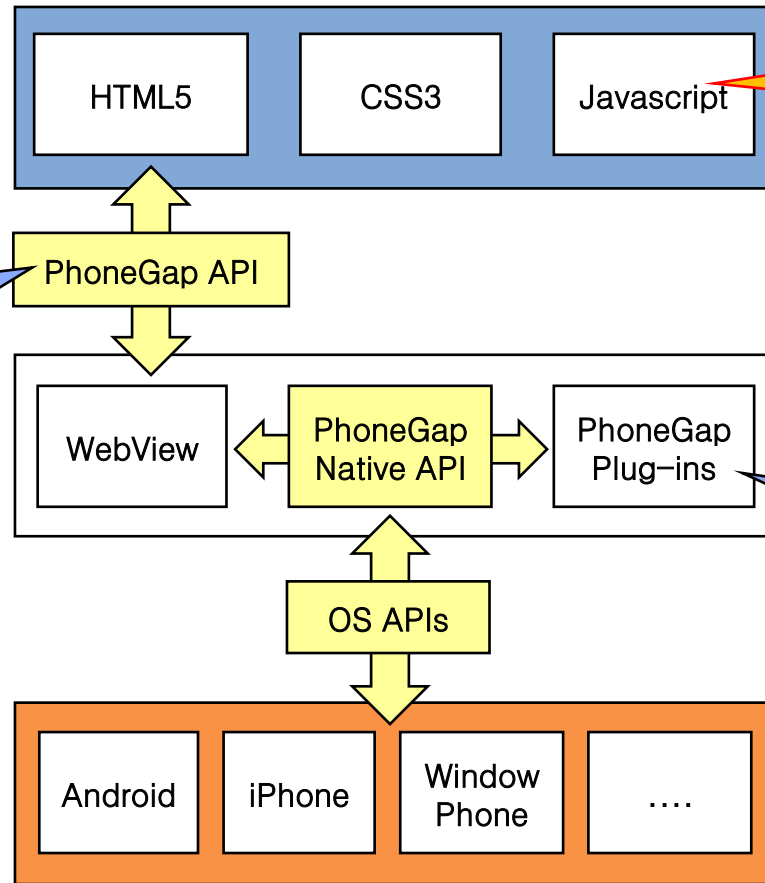 HTML5
CSS3
Javascript
PhoneGap API
WebView
PhoneGap
Native API
PhoneGap
Plug-ins
OS APIs
Android
iPhone
Window
Phone
....